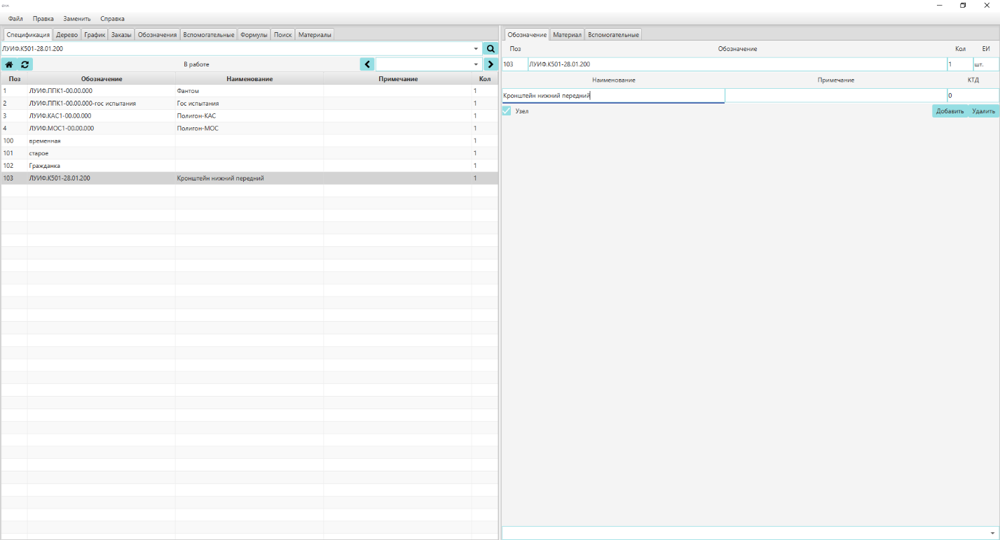 Файл Правка Заменить Справка
Спецификация Дерево График Заказы Обозначения Вспомогательные Формулы Поиск Материалы
ЛУИФ.К501-28.01.200
В работе
Поз Обозначение Наименование Примечание Кол
1 ЛУИФ.ППК1-00.00.000 Фантом 1
2 ЛУИФ.ППК1-00.00.000-гос испытания Гос испытания 1
3 ЛУИФ.КАС1-00.00.000 Полигон-КАС 1
4 ЛУИФ.МОС1-00.00.000 Полигон-МОС 1
100 временная 1
101 старое 1
102 Гражданка 1
103 ЛУИФ.К501-28.01.200 Кронштейн нижний передний 1
Обозначение Материал Вспомогательные
Поз Обозначение Кол ЕИ
103 ЛУИФ.К501-28.01.200 1 шт.
Наименование Примечание КТД
Кронштейн нижний передний 0
Узел Добавить Удалить